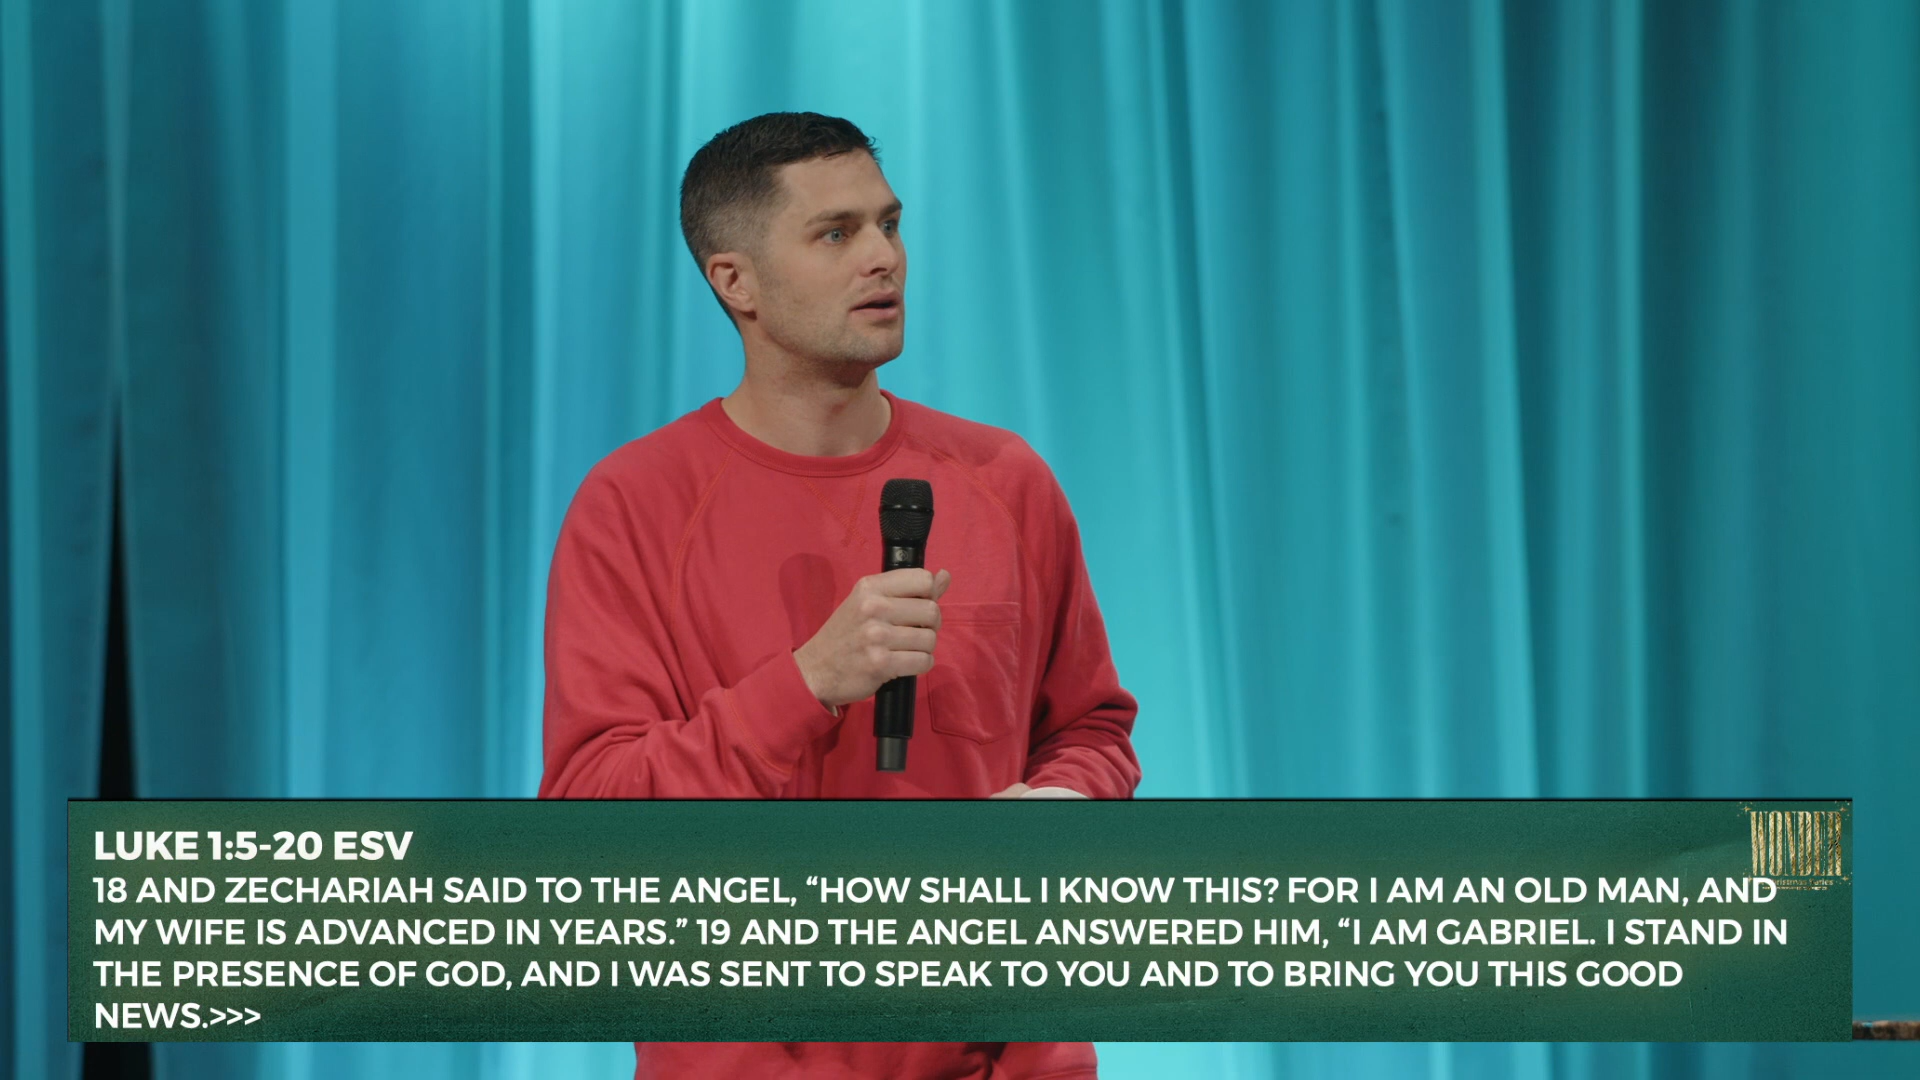 WONDER
LUKE 1:5-20 ESV
18 AND ZECHARIAH SAID TO THE ANGEL, “HOW SHALL I KNOW THIS? FOR I AM AN OLD MAN, AND
MY WIFE IS ADVANCED IN YEARS.” 19 AND THE ANGEL ANSWERED HIM, “I AM GABRIEL. I STAND IN
THE PRESENCE OF GOD, AND I WAS SENT TO SPEAK TO YOU AND TO BRING YOU THIS GOOD
NEWS.>>>